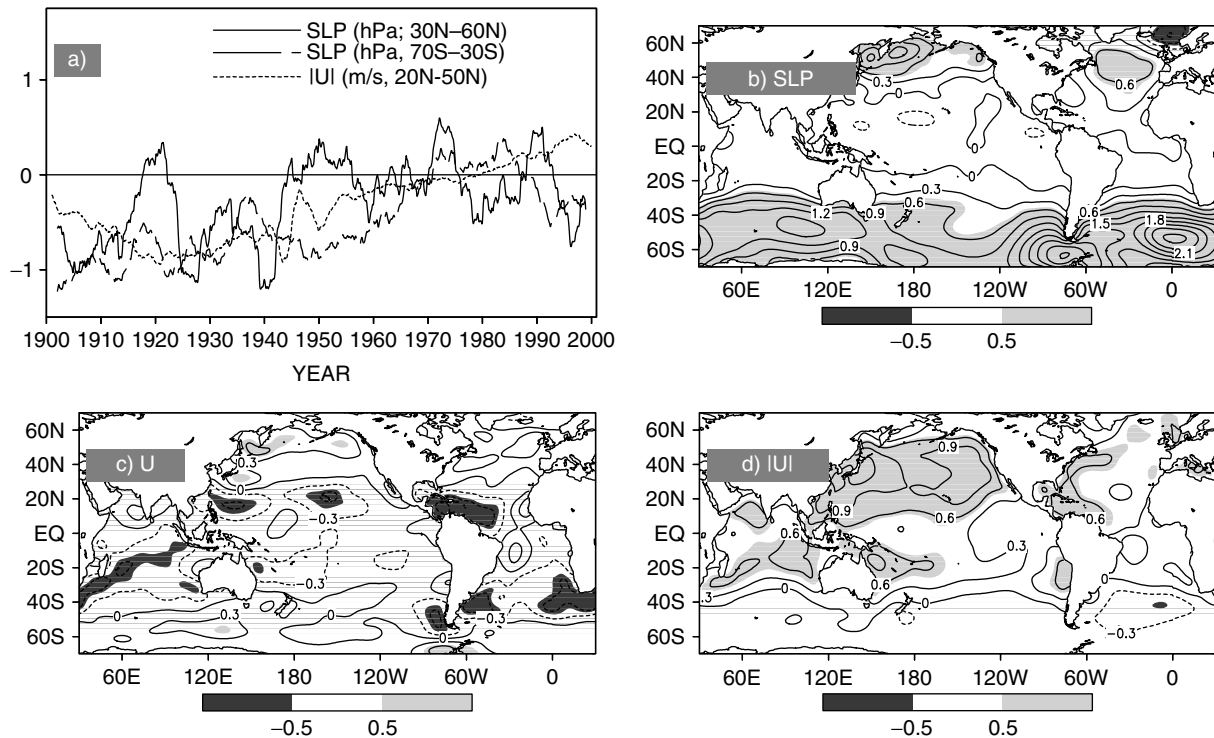 a)
SLP (hPa; 30N–60N)
SLP (hPa, 70S–30S)
|U| (m/s, 20N-50N)
1
0
−1
1900 1910 1920 1930 1940 1950 1960 1970 1980 1990 2000
YEAR
b) SLP
60N
40N
20N
EQ
20S
40S
60S
0.3
0.6
0
0
0.3
0.6
1.2
0.9
0.6
1.5
1.8
0.9
2.1
60E 120E 180 120W 60W 0
−0.5 0.5
c) U
60N
40N
20N
EQ
20S
40S
60S
0.3
0
−0.3
−0.3
0
0.3
0
−0.3
0
60E 120E 180 120W 60W 0
−0.5 0.5
d) |U|
60N
40N
20N
EQ
20S
40S
60S
0.9
0.9
0.6
0.6
0.6
0.3
0.6
0
.3
0
0
−0.3
60E 120E 180 120W 60W 0
−0.5 0.5